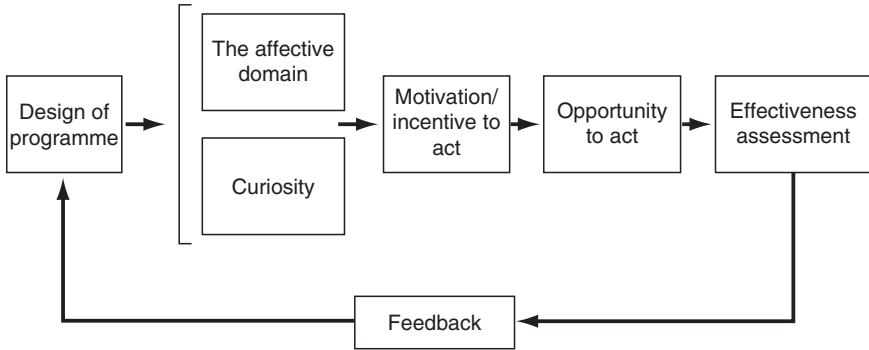 Design of
programme
The affective
domain
Curiosity
Motivation/
incentive to
act
Opportunity
to act
Effectiveness
assessment
Feedback